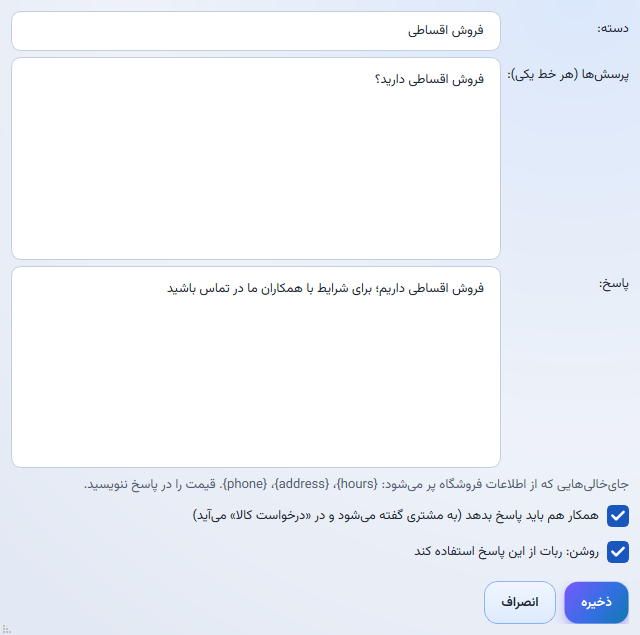 دسته:
فروش اقساطی
پرسش‌ها (هر خط یکی):
فروش اقساطی دارید؟
پاسخ:
فروش اقساطی داریم؛ برای شرایط با همکاران ما در تماس باشید
جای‌خالی‌هایی که از اطلاعات فروشگاه پر می‌شود: {hours}، {address}، {phone}. قیمت را در پاسخ ننویسید.
همکار هم باید پاسخ بدهد (به مشتری گفته می‌شود و در «درخواست کالا» می‌آید)
روشن: ربات از این پاسخ استفاده کند
ذخیره
انصراف